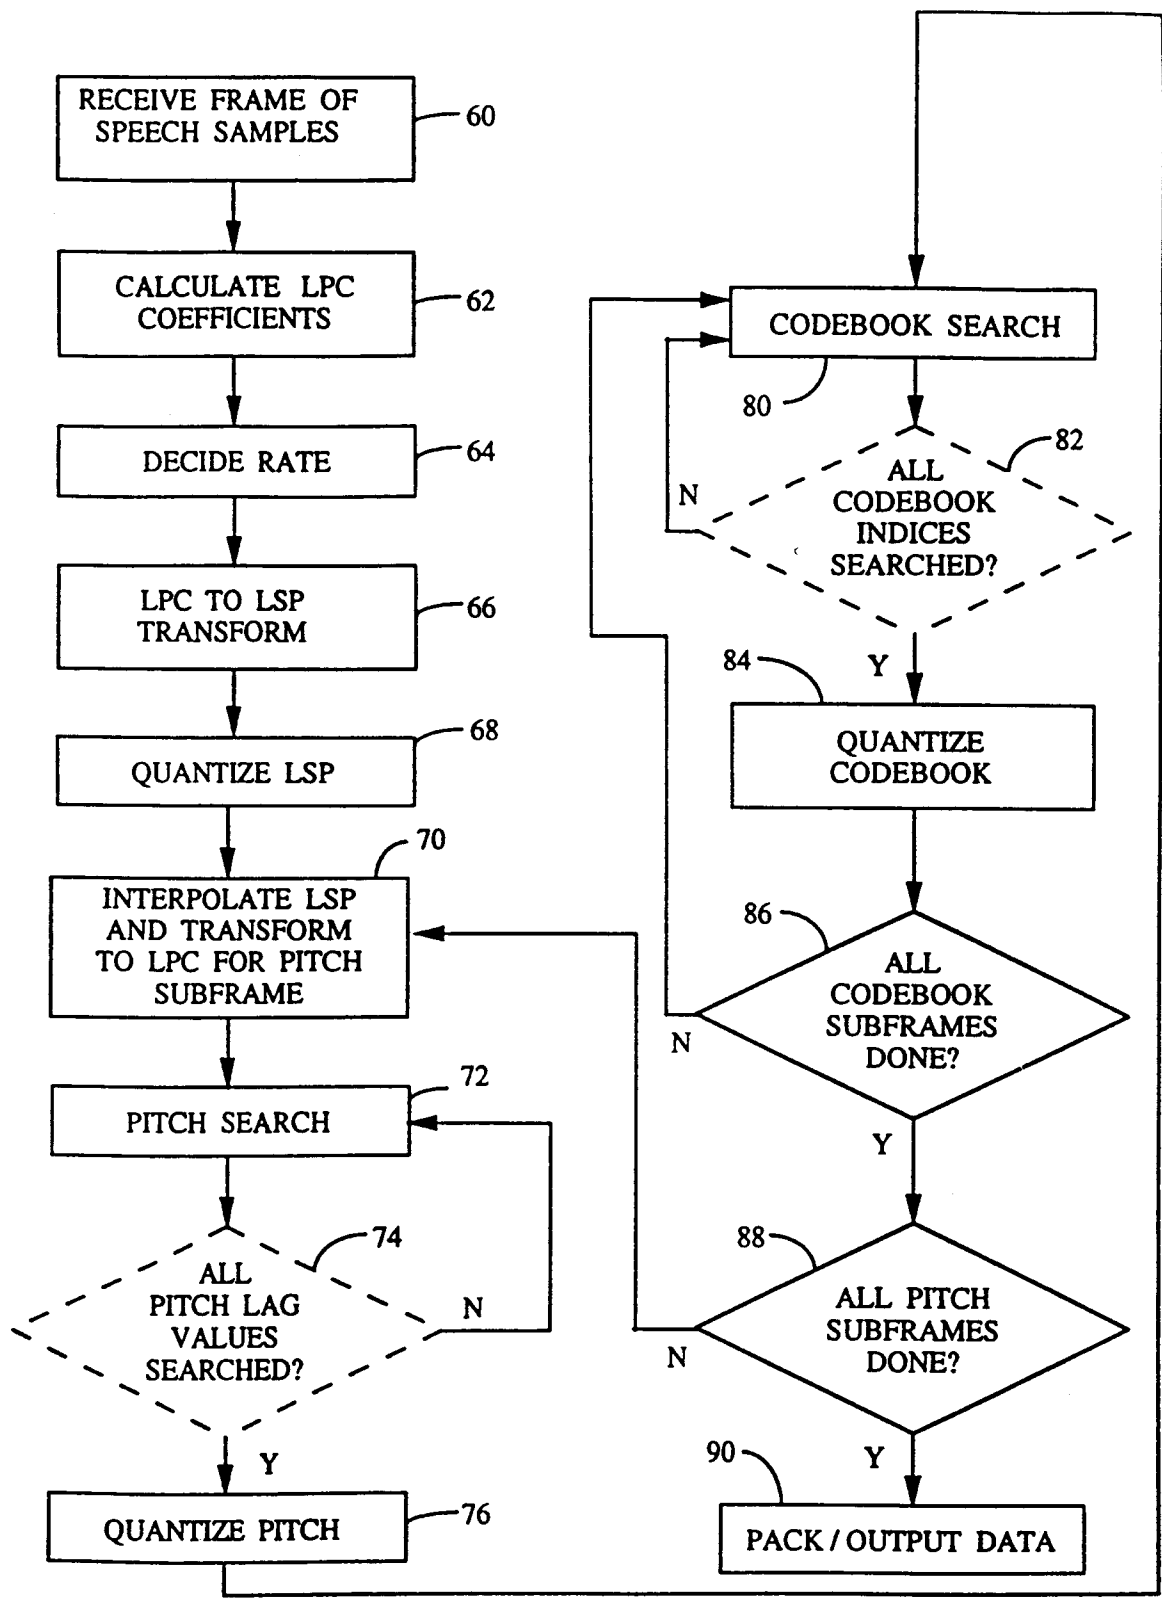 RECEIVE FRAME OF
SPEECH SAMPLES
60
CALCULATE LPC
COEFFICIENTS
62
DECIDE RATE
64
LPC TO LSP
TRANSFORM
66
68
QUANTIZE LSP
70
INTERPOLATE LSP
AND TRANSFORM
TO LPC FOR PITCH
SUBFRAME
72
PITCH SEARCH
74
ALL
PITCH LAG
VALUES
SEARCHED?
N
Y
QUANTIZE PITCH
76
CODEBOOK SEARCH
80
82
ALL
CODEBOOK
INDICES
SEARCHED?
N
Y
84
QUANTIZE
CODEBOOK
86
ALL
CODEBOOK
SUBFRAMES
DONE?
N
Y
88
ALL PITCH
SUBFRAMES
DONE?
N
Y
90
PACK / OUTPUT DATA